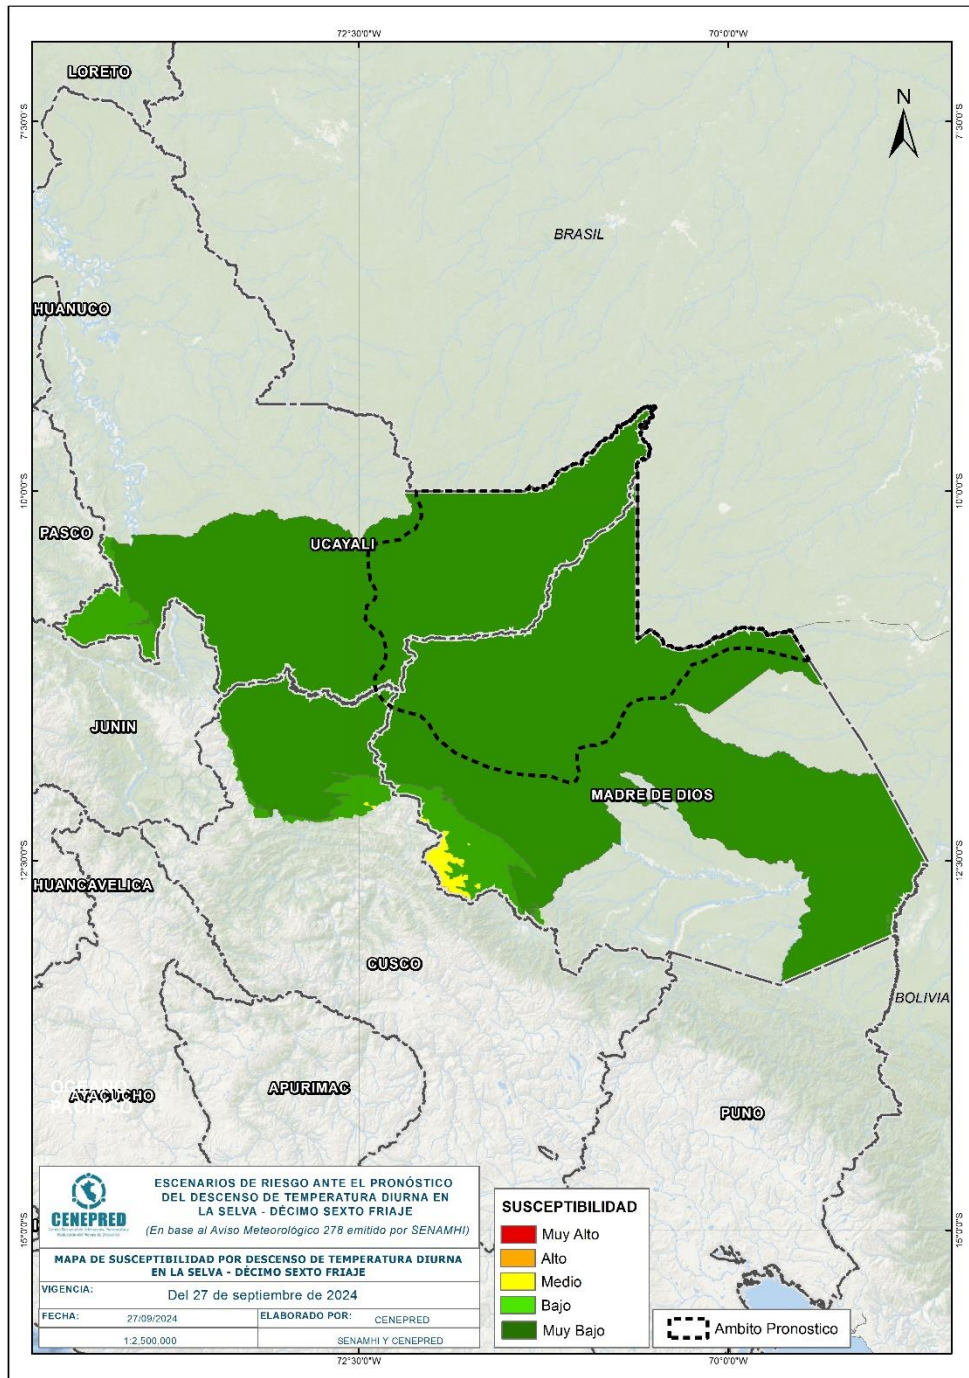 72°30'0"W
70°0'0"W
LORETO
N
7°30'0"S
7°30'0"S
BRASIL
HUANUCO
10°0'0"S
10°0'0"S
PASCO
UCAYALI
JUNIN
MADRE DE DIOS
12°30'0"S
12°30'0"S
HUANCAVELICA
CUSCO
BOLIVIA
AYACUCHO
PACIFICO
APURIMAC
PUNO
15°0'0"S
15°0'0"S
CENEPRED
ESCENARIOS DE RIESGO ANTE EL PRONÓSTICO
DEL DESCENSO DE TEMPERATURA DIURNA EN
LA SELVA - DÉCIMO SEXTO FRIAJE
(En base al Aviso Meteorológico 278 emitido por SENAMHI)
MAPA DE SUSCEPTIBILIDAD POR DESCENSO DE TEMPERATURA DIURNA
EN LA SELVA - DÉCIMO SEXTO FRIAJE
VIGENCIA:
Del 27 de septiembre de 2024
FECHA: 27/09/2024
ELABORADO POR: CENEPRED
1:2,500,000
SENAMHI Y CENEPRED
SUSCEPTIBILIDAD
Muy Alto
Alto
Medio
Bajo
Muy Bajo
Ambito Pronostico
72°30'0"W
70°0'0"W